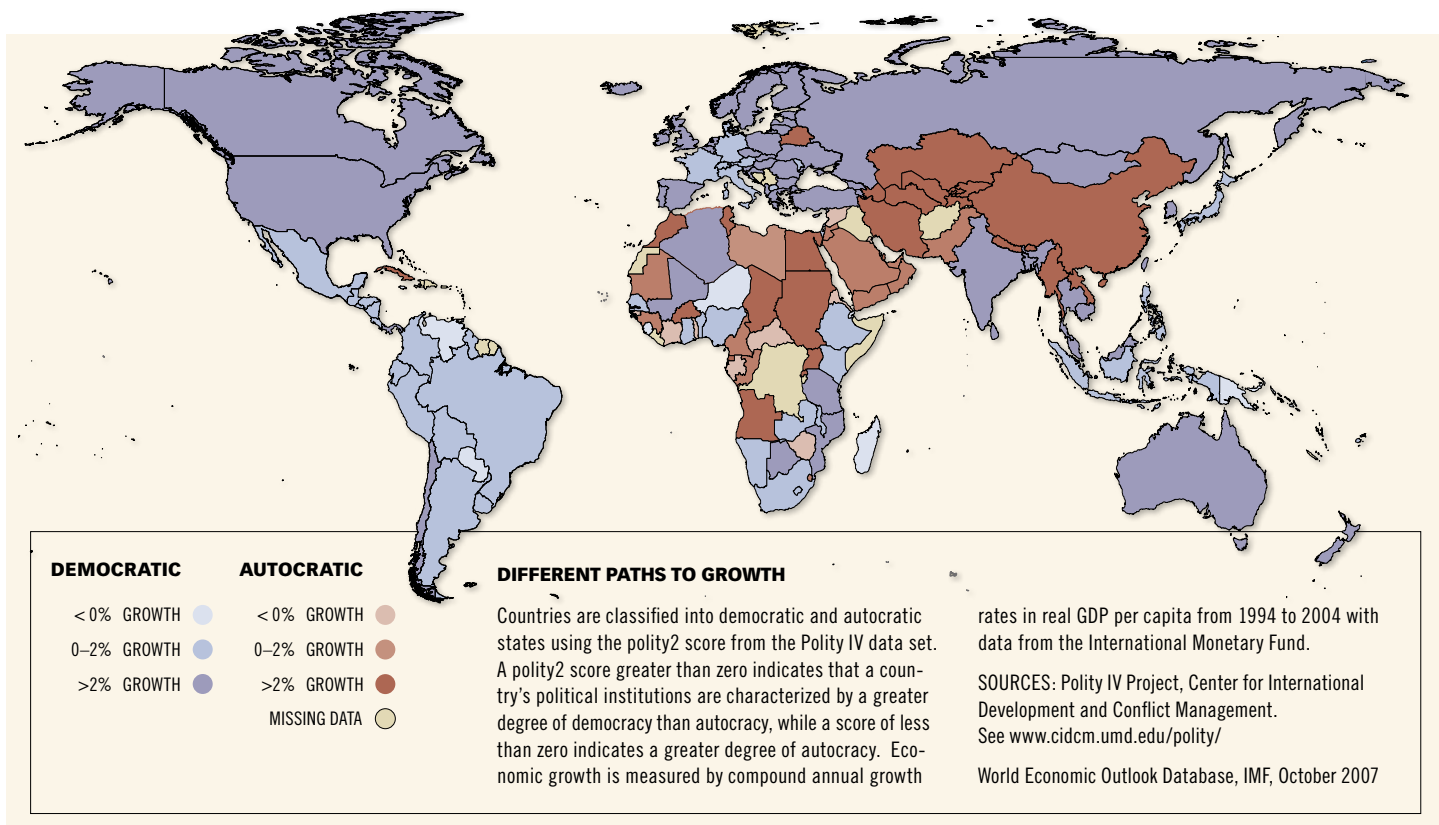 DEMOCRATIC
< 0% GROWTH
0–2% GROWTH
>2% GROWTH
AUTOCRATIC
< 0% GROWTH
0–2% GROWTH
>2% GROWTH
MISSING DATA
DIFFERENT PATHS TO GROWTH
Countries are classified into democratic and autocratic
states using the polity2 score from the Polity IV data set.
A polity2 score greater than zero indicates that a coun-
try's political institutions are characterized by a greater
degree of democracy than autocracy, while a score of less
than zero indicates a greater degree of autocracy. Eco-
nomic growth is measured by compound annual growth
rates in real GDP per capita from 1994 to 2004 with
data from the International Monetary Fund.
SOURCES: Polity IV Project, Center for International
Development and Conflict Management.
See www.cidcm.umd.edu/polity/
World Economic Outlook Database, IMF, October 2007